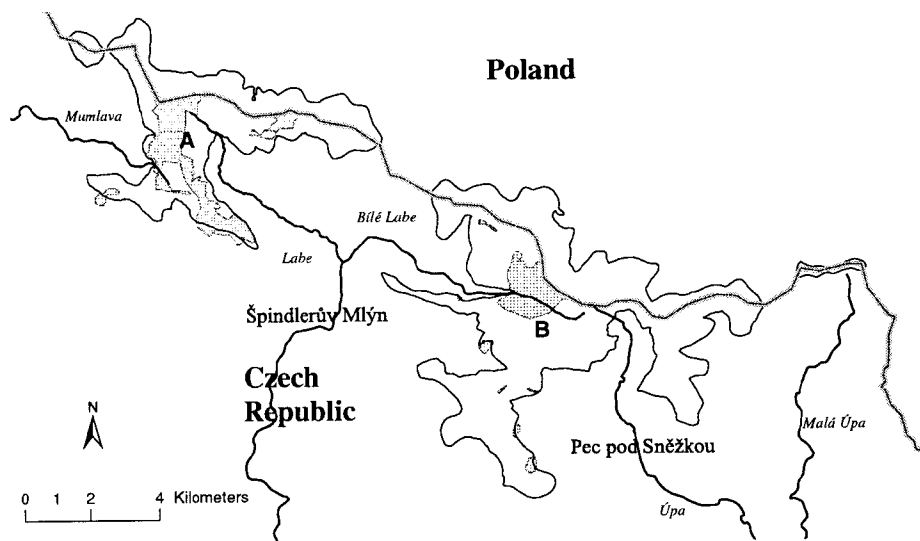 Poland
Mumlava
A
Bílé Labe
Labe
Špindlerův Mlýn
B
Czech
Republic
N
Malá Úpa
Pec pod Sněžkou
Úpa
0 1 2 4 Kilometers